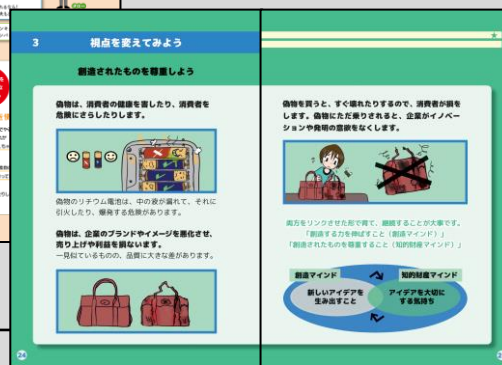 3 視点を変えてみよう
創造されたものを尊重しよう
偽物は、消費者の健康を害したり、消費者を
危険にさらしたりします。
偽物のリチウム電池は、中の液が漏れて、それに
引火したり、爆発する危険があります。
偽物は、企業のブランドやイメージを悪化させ、
売り上げや利益を損ないます。
一見似ているものの、品質に大きな差があります。
24
偽物を買うと、すぐ壊れたりするので、消費者が損を
します。偽物にただ乗りされると、企業がイノベー
ションや発明の意欲をなくします。
両方をリンクさせた形で育て、継続することが大事です。
「創造する力を伸ばすこと（創造マインド）」
「創造されたものを尊重すること（知的財産マインド）」
創造マインド
知的財産マインド
新しいアイデアを
生み出すこと
アイデアを大切に
する気持ち